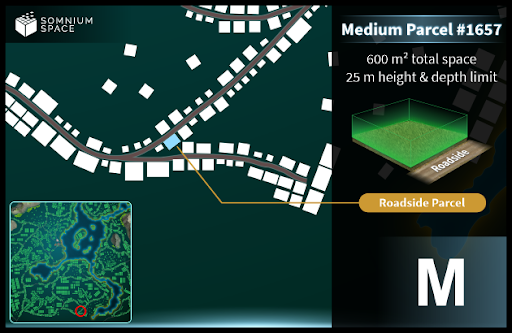 SOMNIUM
SPACE
Medium Parcel #1657
600 m² total space
25 m height & depth limit
Roadside
Roadside Parcel
M